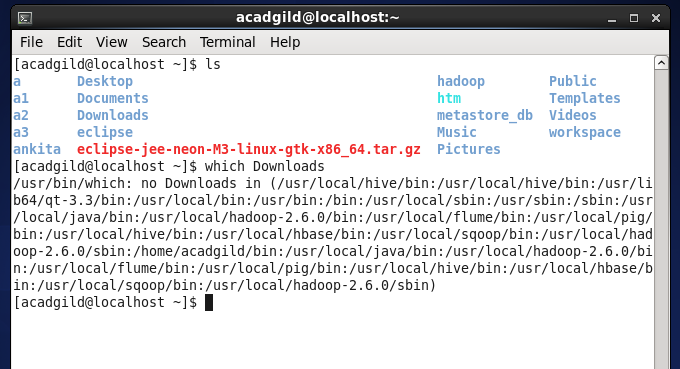 acadgild@localhost:~
File Edit View Search Terminal Help
[acadgild@localhost ~]$ ls
a Desktop hadoop Public
a1 Documents htm Templates
a2 Downloads metastore_db Videos
a3 eclipse Music workspace
ankita eclipse-jee-neon-M3-linux-gtk-x86_64.tar.gz Pictures
[acadgild@localhost ~]$ which Downloads
/usr/bin/which: no Downloads in (/usr/local/hive/bin:/usr/local/hive/bin:/usr/li
b64/qt-3.3/bin:/usr/local/bin:/usr/bin:/bin:/usr/local/sbin:/usr/sbin:/sbin:/usr
/local/java/bin:/usr/local/hadoop-2.6.0/bin:/usr/local/flume/bin:/usr/local/pig/
bin:/usr/local/hive/bin:/usr/local/hbase/bin:/usr/local/sqoop/bin:/usr/local/had
oop-2.6.0/sbin:/home/acadgild/bin:/usr/local/java/bin:/usr/local/hadoop-2.6.0/bi
n:/usr/local/flume/bin:/usr/local/pig/bin:/usr/local/hive/bin:/usr/local/hbase/b
in:/usr/local/sqoop/bin:/usr/local/hadoop-2.6.0/sbin)
[acadgild@localhost ~]$